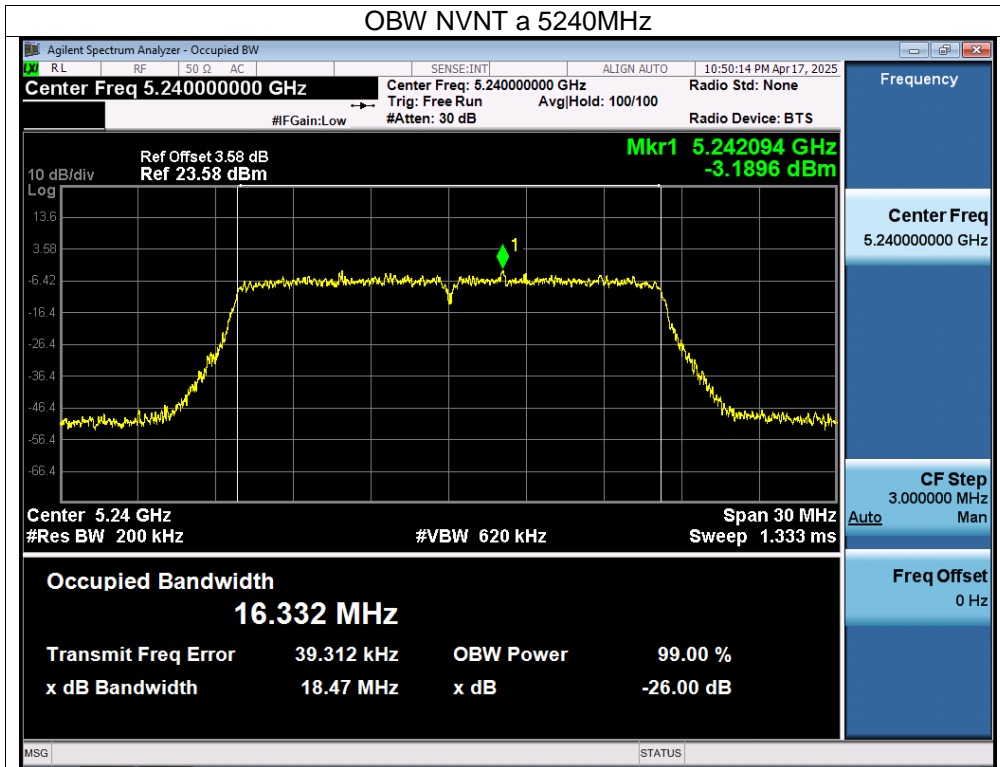 OBW NVNT a 5240MHz
Agilent Spectrum Analyzer - Occupied BW
LXI RL RF 50 Ω AC SENSE:INT ALIGN AUTO 10:50:14 PM Apr 17, 2025
Center Freq 5.240000000 GHz
Center Freq: 5.240000000 GHz
Radio Std: None
Trig: Free Run Avg|Hold: 100/100
#IFGain:Low
#Atten: 30 dB
Radio Device: BTS
Frequency
Ref Offset 3.58 dB
10 dB/div Ref 23.58 dBm
Mkr1 5.242094 GHz
-3.1896 dBm
Log
13.6
3.58
-6.42
-16.4
-26.4
-36.4
-46.4
-56.4
-66.4
1
Center 5.24 GHz
Span 30 MHz
#Res BW 200 kHz
#VBW 620 kHz
Sweep 1.333 ms
Center Freq
5.240000000 GHz
CF Step
3.000000 MHz
Auto Man
Freq Offset
0 Hz
Occupied Bandwidth
16.332 MHz
Transmit Freq Error 39.312 kHz OBW Power 99.00 %
x dB Bandwidth 18.47 MHz x dB -26.00 dB
MSG STATUS